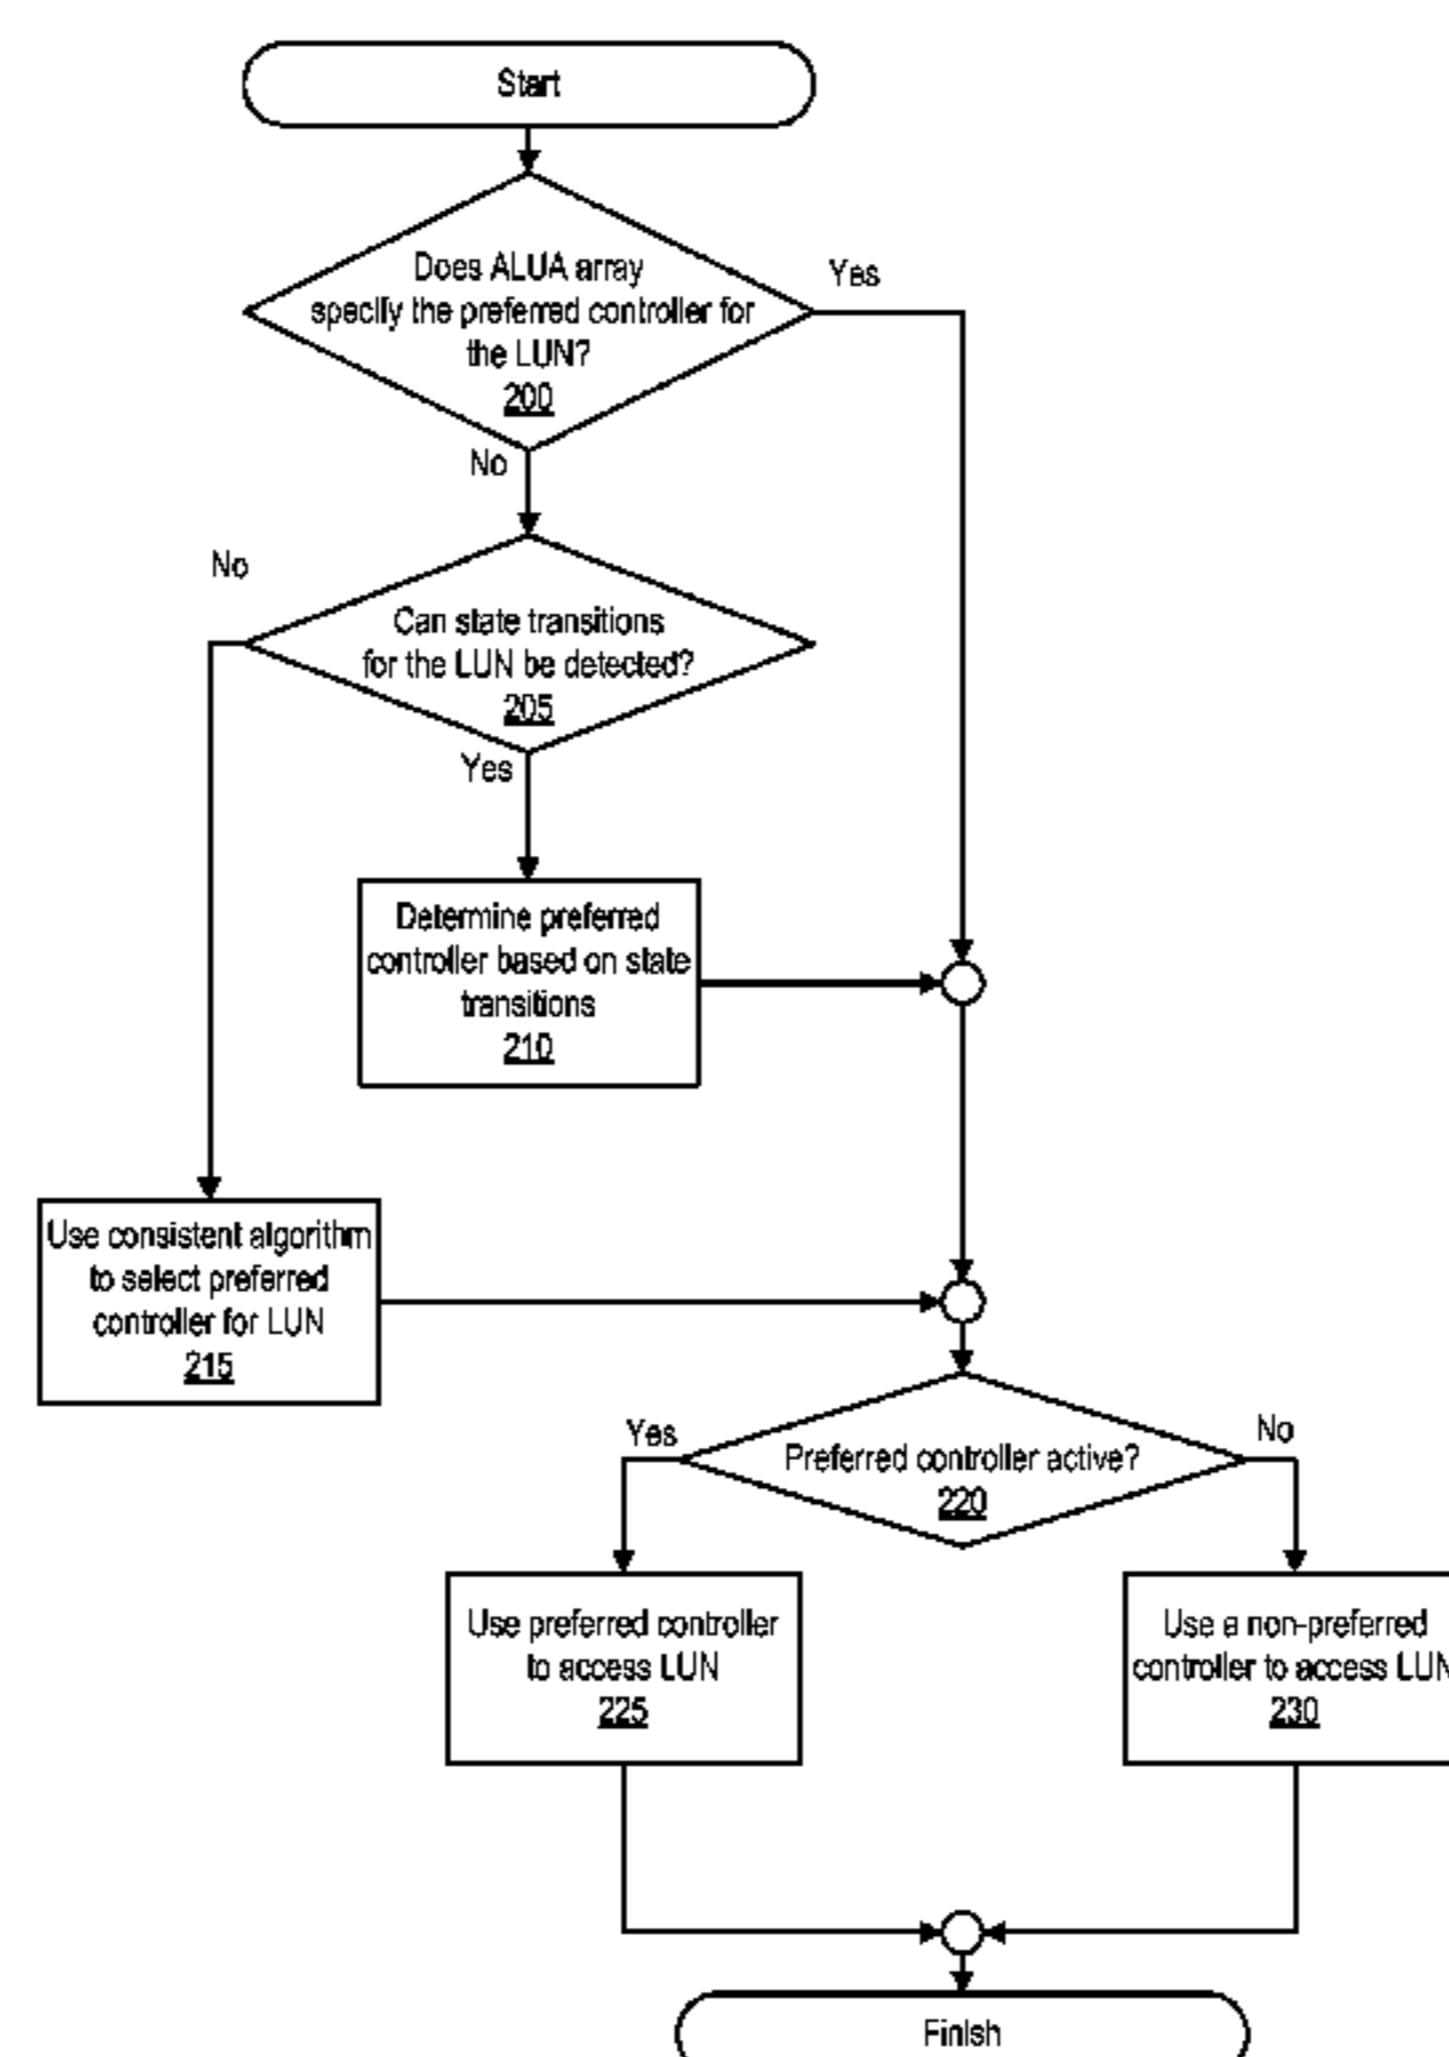 Start
Does ALUA array
specify the preferred controller for
the LUN?
200
Yes
No
No
Can state transitions
for the LUN be detected?
205
Yes
Determine preferred
controller based on state
transitions
210
Use consistent algorithm
to select preferred
controller for LUN
215
Yes
Preferred controller active?
220
No
Use preferred controller
to access LUN
225
Use a non-preferred
controller to access LUN
230
Finish